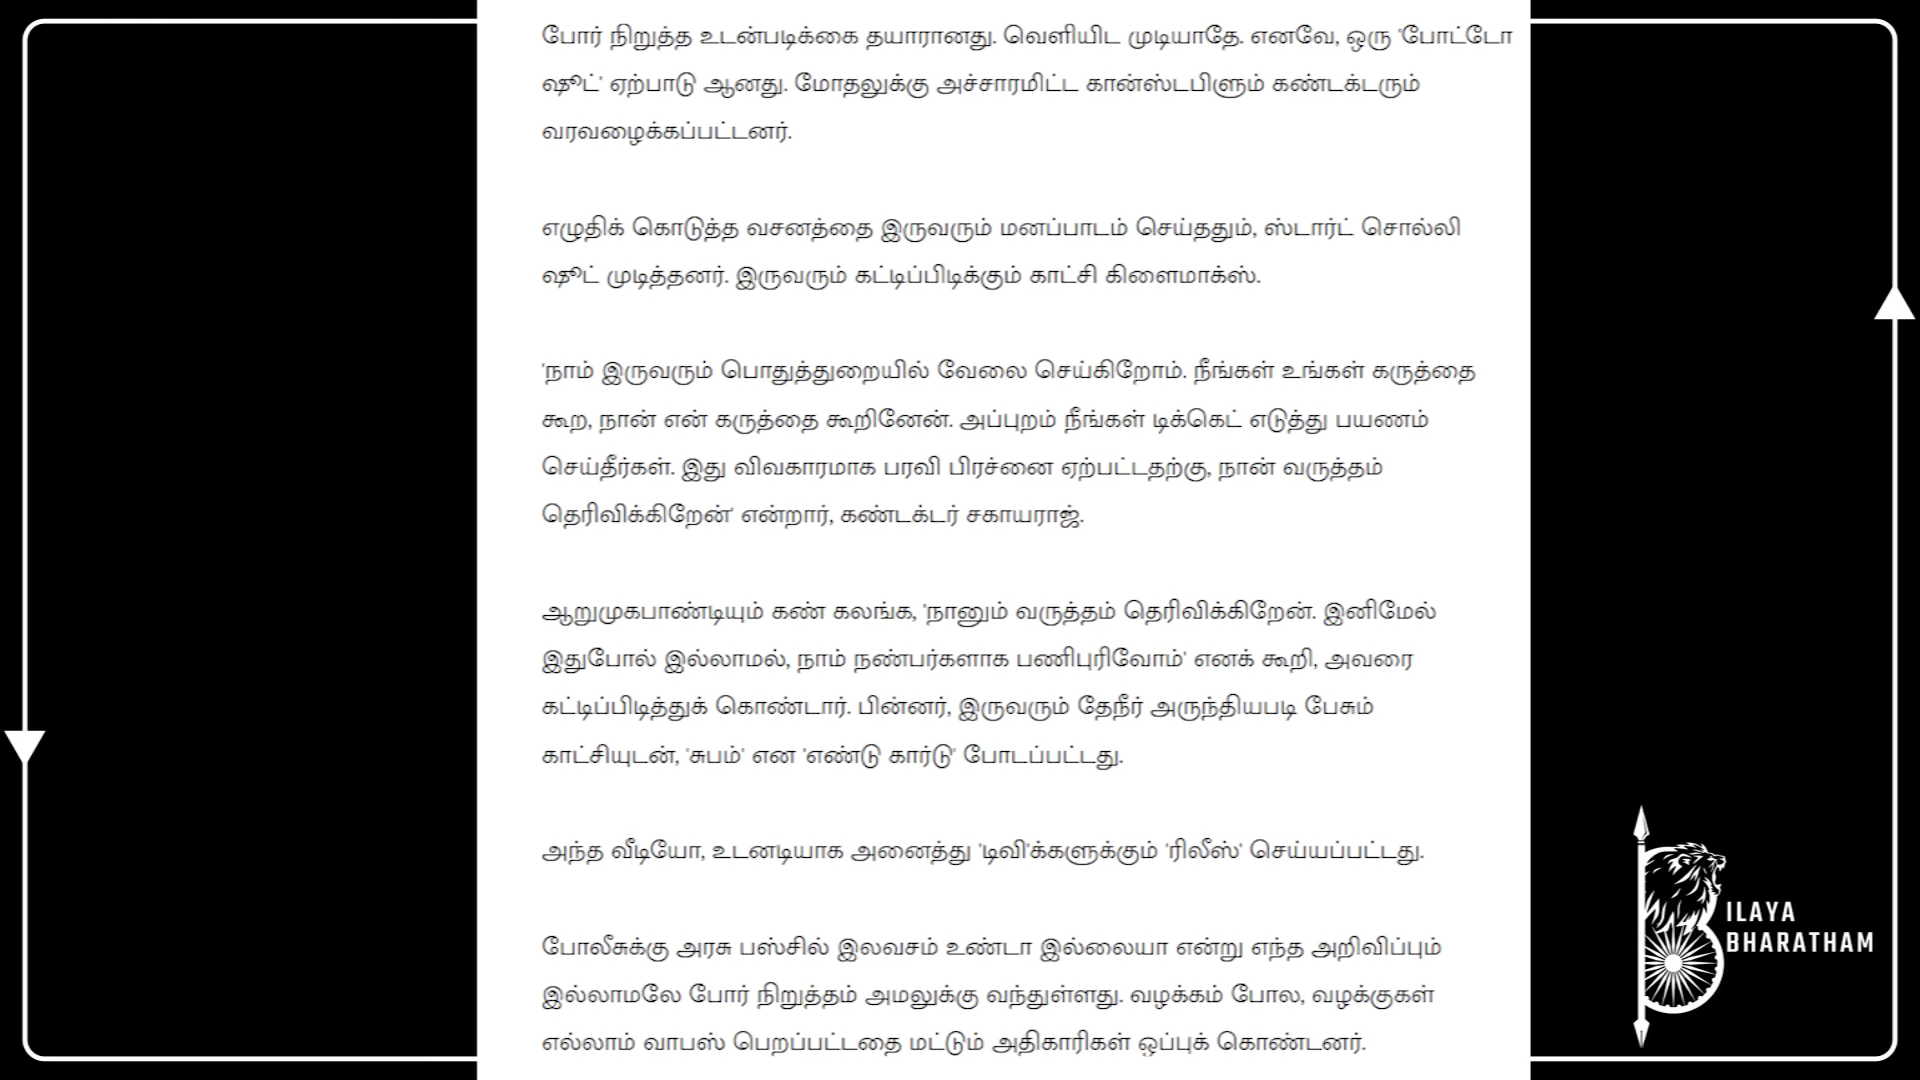 போர் நிறுத்த உடன்படிக்கை தயாரானது. வெளியிட முடியாதே. எனவே, ஒரு 'போட்டோ
ஷூட்' ஏற்பாடு ஆனது. மோதலுக்கு அச்சாரமிட்ட கான்ஸ்டபிளும் கண்டக்டரும்
வரவழைக்கப்பட்டனர்.
எழுதிக் கொடுத்த வசனத்தை இருவரும் மனப்பாடம் செய்ததும், ஸ்டார்ட் சொல்லி
ஷூட் முடித்தனர். இருவரும் கட்டிப்பிடிக்கும் காட்சி கிளைமாக்ஸ்.
'நாம் இருவரும் பொதுத்துறையில் வேலை செய்கிறோம். நீங்கள் உங்கள் கருத்தை
கூற, நான் என் கருத்தை கூறினேன். அப்புறம் நீங்கள் டிக்கெட் எடுத்து பயணம்
செய்தீர்கள். இது விவகாரமாக பரவி பிரச்னை ஏற்பட்டதற்கு, நான் வருத்தம்
தெரிவிக்கிறேன்' என்றார், கண்டக்டர் சகாயராஜ்.
ஆறுமுகபாண்டியும் கண் கலங்க, 'நானும் வருத்தம் தெரிவிக்கிறேன். இனிமேல்
இதுபோல் இல்லாமல், நாம் நண்பர்களாக பணிபுரிவோம்' எனக் கூறி, அவரை
கட்டிப்பிடித்துக் கொண்டார். பின்னர், இருவரும் தேநீர் அருந்தியபடி பேசும்
காட்சியுடன், 'சுபம்' என 'எண்டு கார்டு' போடப்பட்டது.
அந்த வீடியோ, உடனடியாக அனைத்து 'டிவி'க்களுக்கும் 'ரிலீஸ்' செய்யப்பட்டது.
போலீசுக்கு அரசு பஸ்சில் இலவசம் உண்டா இல்லையா என்று எந்த அறிவிப்பும்
இல்லாமலே போர் நிறுத்தம் அமலுக்கு வந்துள்ளது. வழக்கம் போல, வழக்குகள்
எல்லாம் வாபஸ் பெறப்பட்டதை மட்டும் அதிகாரிகள் ஒப்புக் கொண்டனர்.
ILAYA
BHARATHAM